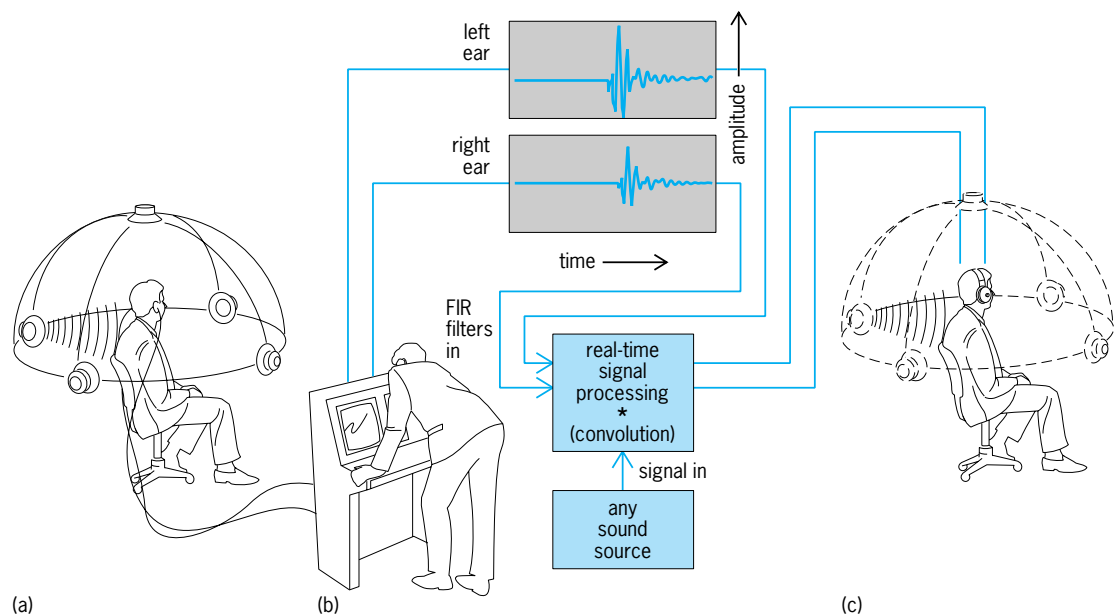 left
ear
right
ear
amplitude
time
FIR
filters
in
real-time
signal
processing
*
(convolution)
signal in
any
sound
source
(a)
(b)
(c)